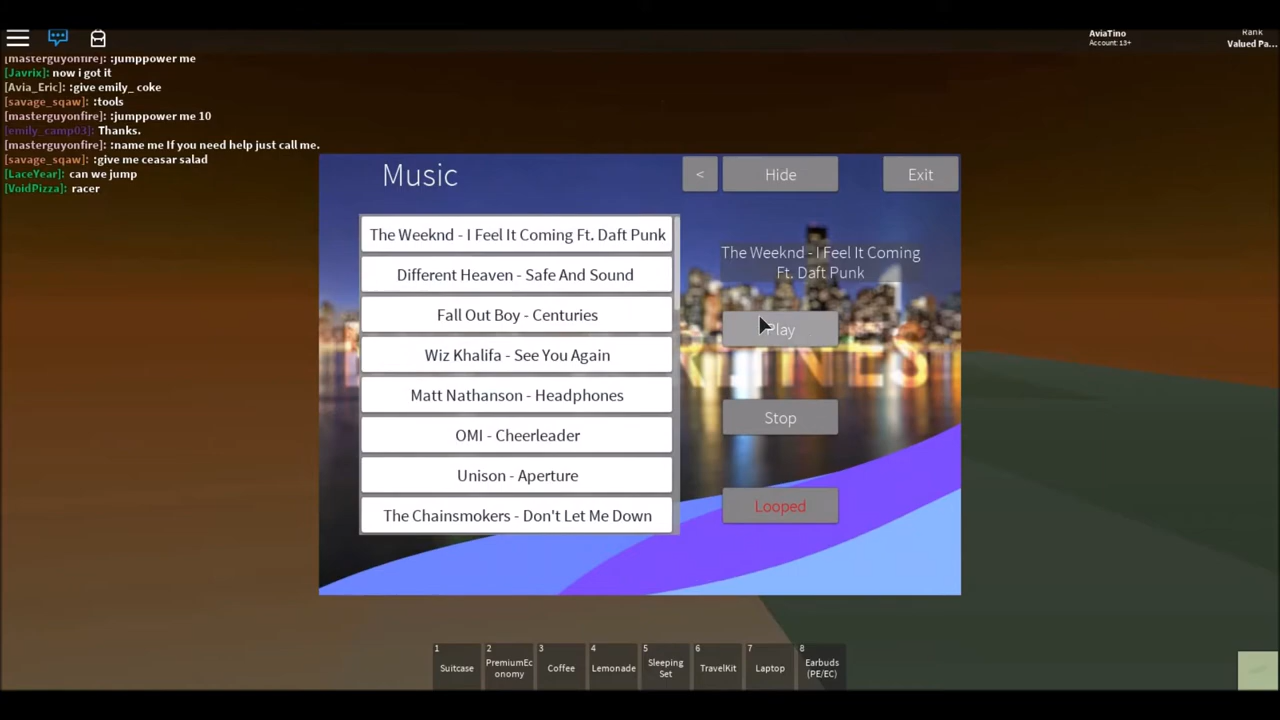 AviaTino
Account: 13+
Rank
Valued Pa...
[masterguyonfire]: :jumppower me
[Javrix]: now i got it
[Avia_Eric]: :give emily_ coke
[savage_sqaw]: :tools
[masterguyonfire]: :jumppower me 10
[emily_camp03]: Thanks.
[masterguyonfire]: :name me If you need help just call me.
[savage_sqaw]: :give me ceasar salad
[LaceYear]: can we jump
[VoidPizza]: racer
Music
<
Hide
Exit
The Weeknd - I Feel It Coming Ft. Daft Punk
Different Heaven - Safe And Sound
Fall Out Boy - Centuries
Wiz Khalifa - See You Again
Matt Nathanson - Headphones
OMI - Cheerleader
Unison - Aperture
The Chainsmokers - Don't Let Me Down
The Weeknd - I Feel It Coming
Ft. Daft Punk
Play
Stop
Looped
1
Suitcase
2
PremiumEc
onomy
3
Coffee
4
Lemonade
5
Sleeping
Set
6
TravelKit
7
Laptop
8
Earbuds
(PE/EC)